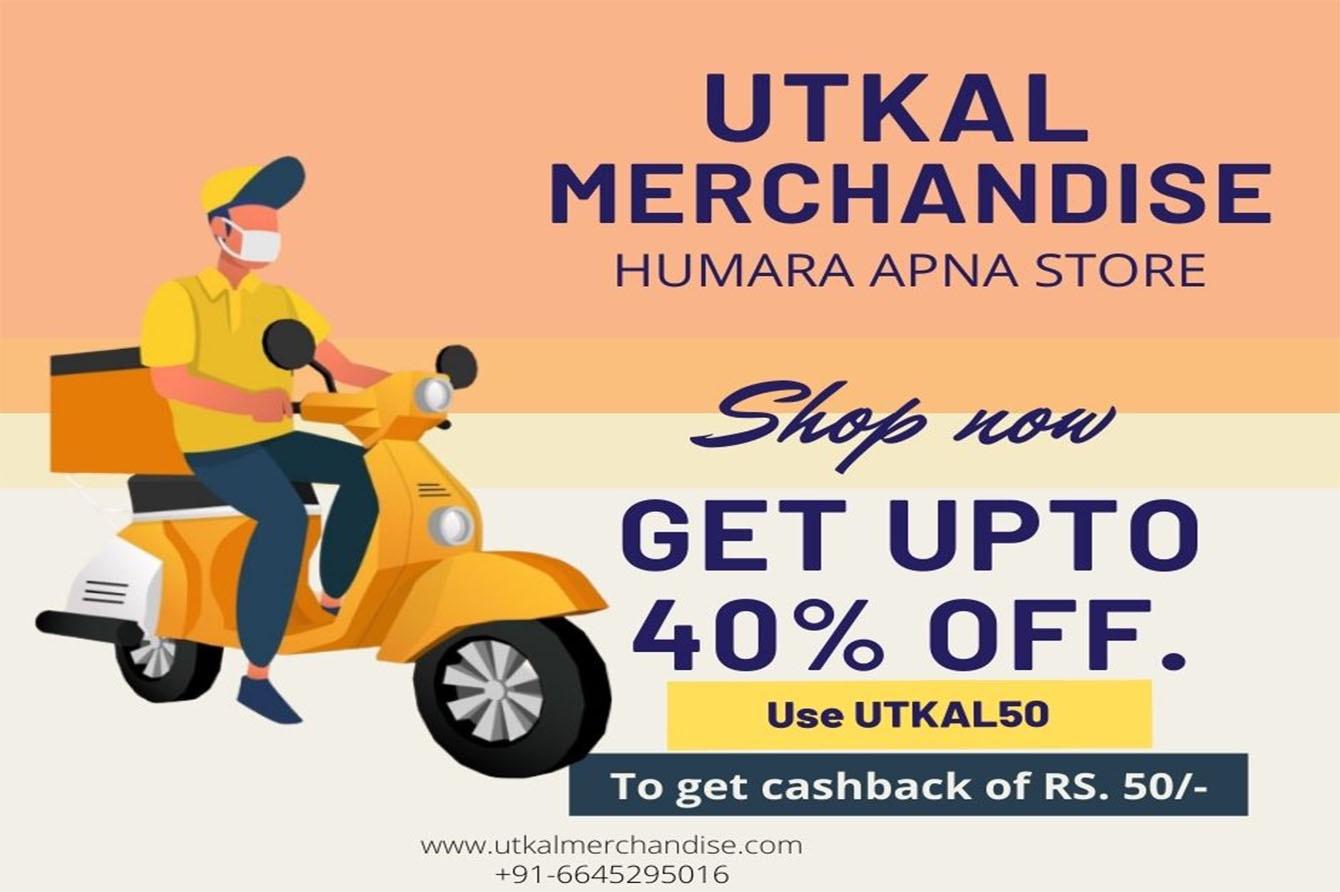 UTKAL
MERCHANDISE
HUMARA APNA STORE
Shop now
GET UPTO
40% OFF.
Use UTKAL50
To get cashback of RS. 50/-
www.utkalmerchandise.com
+91-6645295016